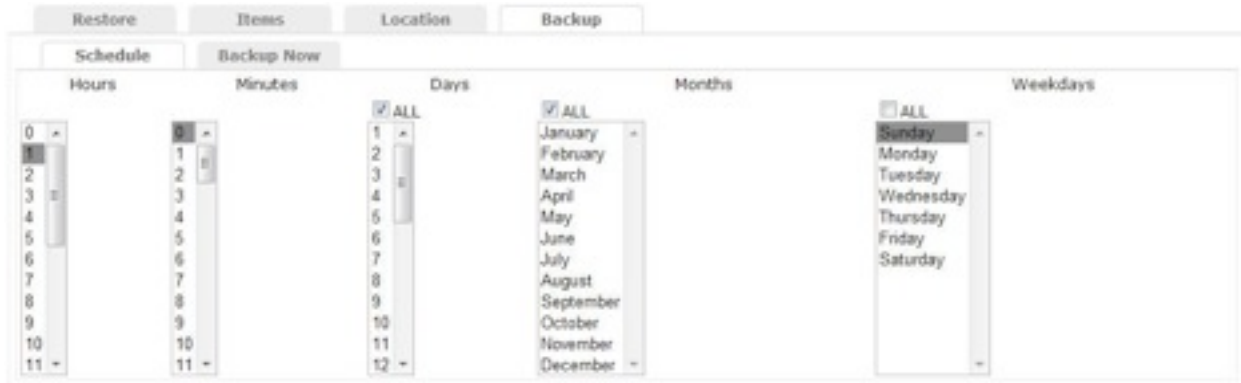 Restore Items Location Backup
Schedule Backup Now
Hours Minutes Days Months Weekdays
ALL ALL ALL
0 0 1 January Sunday
1 1 2 February Monday
2 2 3 March Tuesday
3 3 4 April Wednesday
4 4 5 May Thursday
5 5 6 June Friday
6 6 7 July Saturday
7 7 8 August
8 8 9 September
9 9 10 October
10 10 11 November
11 11 12 December